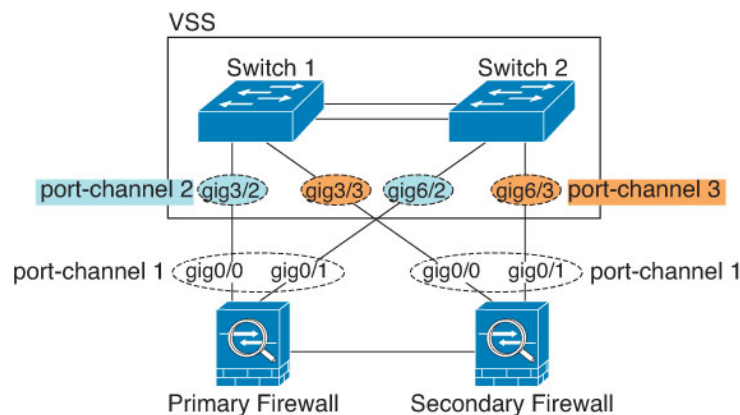 VSS
Switch 1
Switch 2
port-channel 2
gig3/2
gig3/3
gig6/2
gig6/3
port-channel 3
port-channel 1
gig0/0
gig0/1
gig0/0
gig0/1
port-channel 1
Primary Firewall
Secondary Firewall